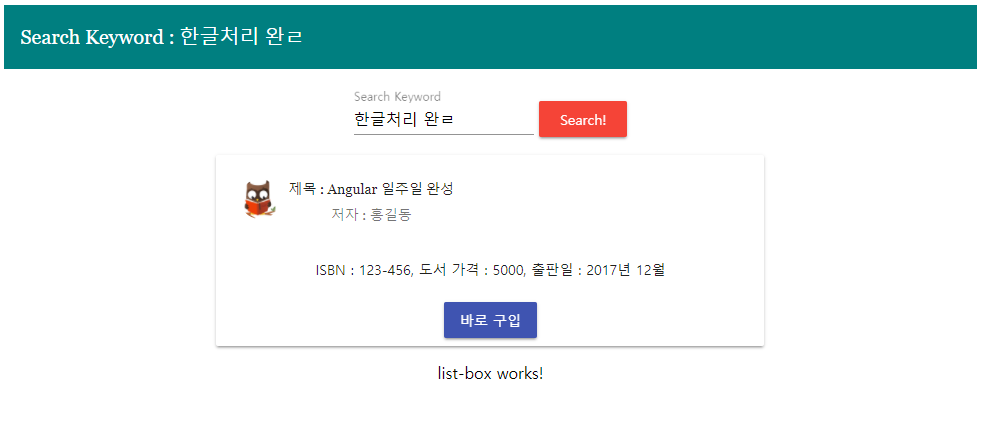 Search Keyword : 한글처리 완ㄹ
Search Keyword
한글처리 완ㄹ
Search!
제목 : Angular 일주일 완성
저자 : 홍길동
ISBN : 123-456, 도서 가격 : 5000, 출판일 : 2017년 12월
바로 구입
list-box works!